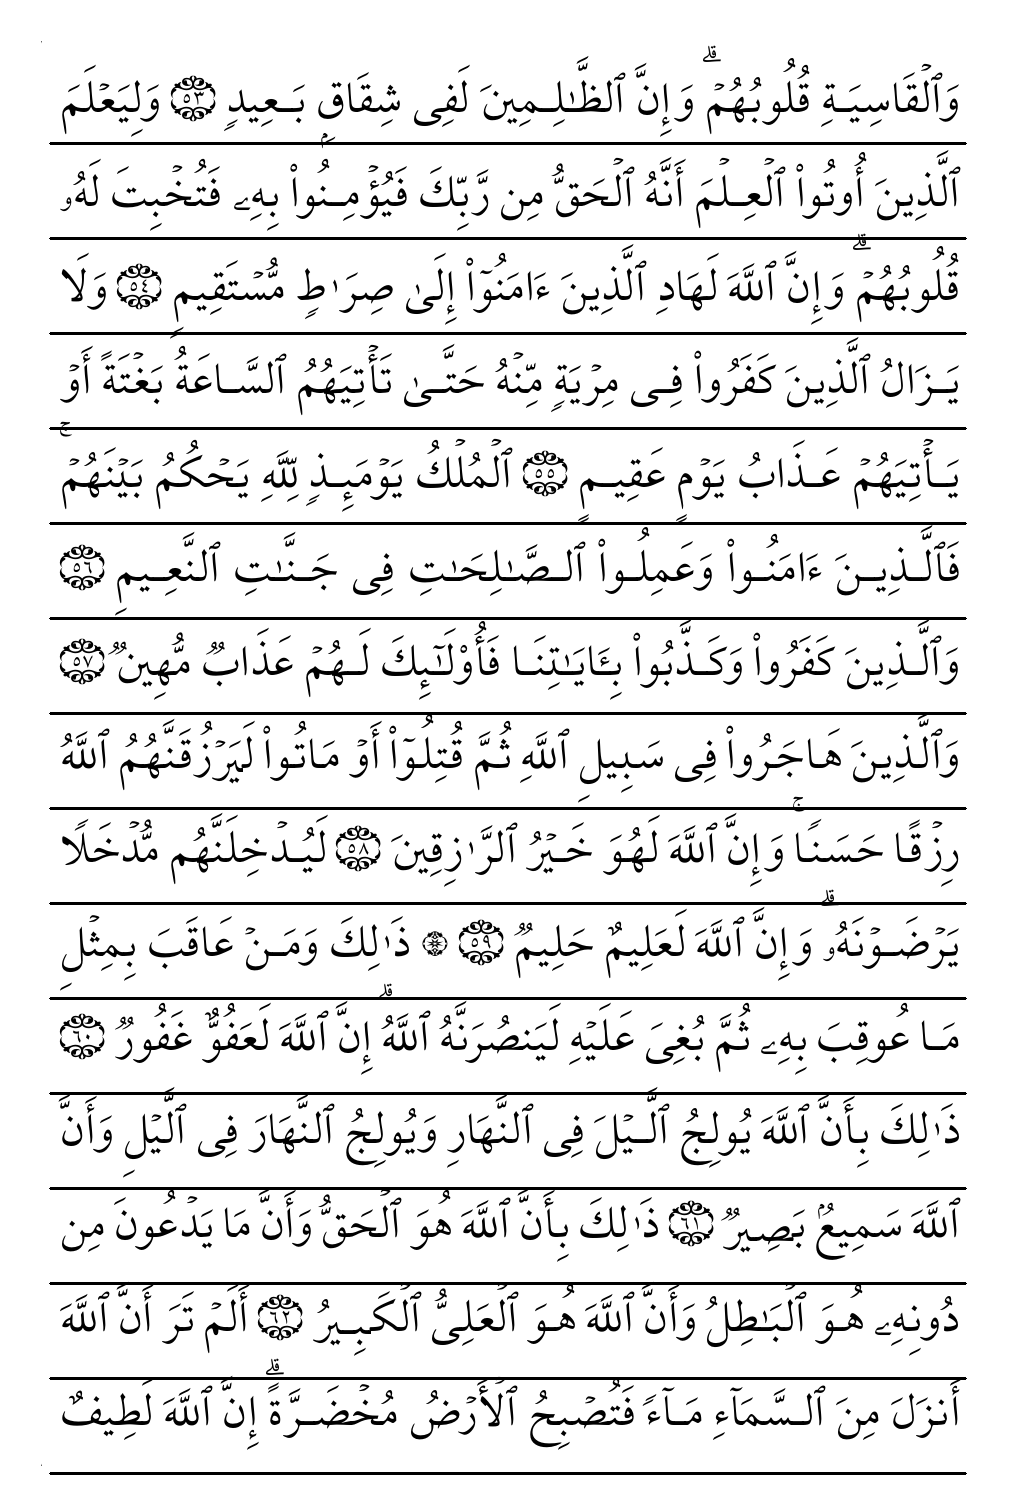 وَٱلۡقَاسِيَةِ قُلُوبُهُمۡۗ وَإِنَّ ٱلظَّٰلِمِينَ لَفِى شِقَاقِۭ بَعِيدٖ ٥٣ وَلِيَعۡلَمَ
ٱلَّذِينَ أُوتُواْ ٱلۡعِلۡمَ أَنَّهُ ٱلۡحَقُّ مِن رَّبِّكَ فَيُؤۡمِنُواْ بِهِۦ فَتُخۡبِتَ لَهُۥ
قُلُوبُهُمۡۗ وَإِنَّ ٱللَّهَ لَهَادِ ٱلَّذِينَ ءَامَنُوٓاْ إِلَىٰ صِرَٰطٖ مُّسۡتَقِيمٖ ٥٤ وَلَا
يَزَالُ ٱلَّذِينَ كَفَرُواْ فِى مِرۡيَةٖ مِّنۡهُ حَتَّىٰ تَأۡتِيَهُمُ ٱلسَّاعَةُ بَغۡتَةً أَوۡ
يَأۡتِيَهُمۡ عَذَابُ يَوۡمٍ عَقِيمٍ ٥٥ ٱلۡمُلۡكُ يَوۡمَئِذٖ لِّلَّهِ يَحۡكُمُ بَيۡنَهُمۡۚ
فَٱلَّذِينَ ءَامَنُواْ وَعَمِلُواْ ٱلصَّٰلِحَٰتِ فِى جَنَّٰتِ ٱلنَّعِيمِ ٥٦
وَٱلَّذِينَ كَفَرُواْ وَكَذَّبُواْ بِـَٔايَٰتِنَا فَأُوْلَٰٓئِكَ لَهُمۡ عَذَابٞ مُّهِينٞ ٥٧
وَٱلَّذِينَ هَاجَرُواْ فِى سَبِيلِ ٱللَّهِ ثُمَّ قُتِلُوٓاْ أَوۡ مَاتُواْ لَيَرۡزُقَنَّهُمُ ٱللَّهُ
رِزۡقًا حَسَنٗاۚ وَإِنَّ ٱللَّهَ لَهُوَ خَيۡرُ ٱلرَّٰزِقِينَ ٥٨ لَيُدۡخِلَنَّهُم مُّدۡخَلٗا
يَرۡضَوۡنَهُۥۗ وَإِنَّ ٱللَّهَ لَعَلِيمٌ حَلِيمٞ ٥٩ ۞ ذَٰلِكَ وَمَنۡ عَاقَبَ بِمِثۡلِ
مَا عُوقِبَ بِهِۦ ثُمَّ بُغِىَ عَلَيۡهِ لَيَنصُرَنَّهُ ٱللَّهُۗ إِنَّ ٱللَّهَ لَعَفُوٌّ غَفُورٞ ٦٠
ذَٰلِكَ بِأَنَّ ٱللَّهَ يُولِجُ ٱلَّيۡلَ فِى ٱلنَّهَارِ وَيُولِجُ ٱلنَّهَارَ فِى ٱلَّيۡلِ وَأَنَّ
ٱللَّهَ سَمِيعُۢ بَصِيرٞ ٦١ ذَٰلِكَ بِأَنَّ ٱللَّهَ هُوَ ٱلۡحَقُّ وَأَنَّ مَا يَدۡعُونَ مِن
دُونِهِۦ هُوَ ٱلۡبَٰطِلُ وَأَنَّ ٱللَّهَ هُوَ ٱلۡعَلِىُّ ٱلۡكَبِيرُ ٦٢ أَلَمۡ تَرَ أَنَّ ٱللَّهَ
أَنزَلَ مِنَ ٱلسَّمَآءِ مَآءٗ فَتُصۡبِحُ ٱلۡأَرۡضُ مُخۡضَرَّةًۗ إِنَّ ٱللَّهَ لَطِيفٌ